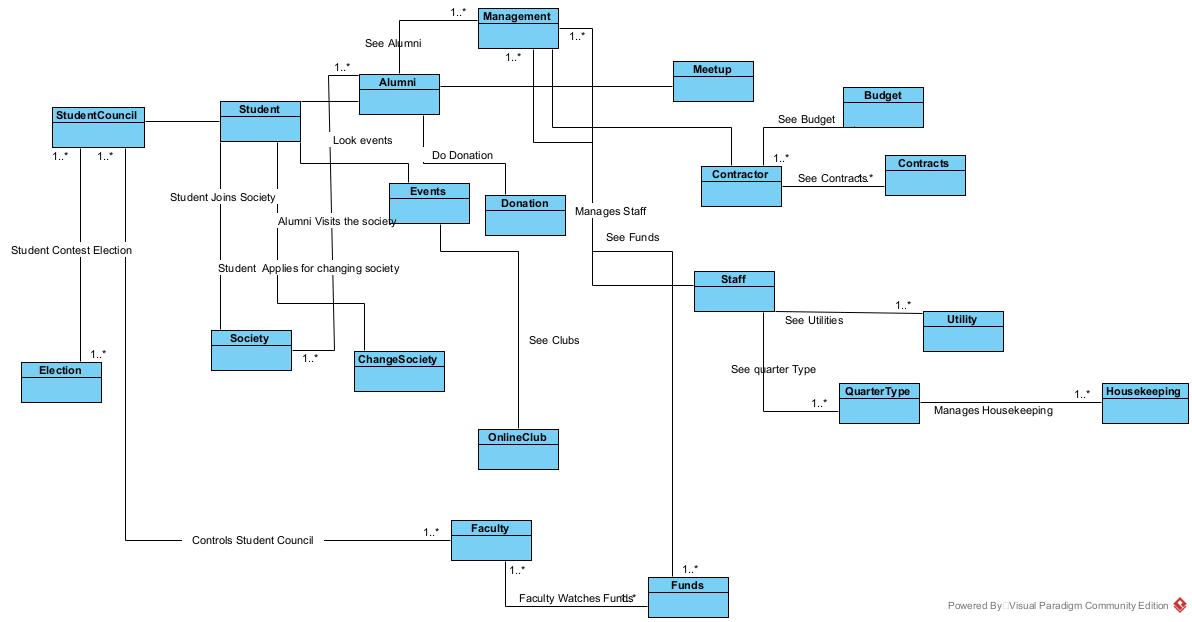 Management
1..*
1..*
1..*
See Alumni
1..*
Alumni
Meetup
Student
StudentCouncil
Budget
See Budget
1..*
1..*
Look events
Do Donation
1..*
Contractor
See Contracts
Contracts
Events
Donation
Student Joins Society
Manages Staff
Alumni Visits the society
See Funds
Student Contest Election
Student Applies for changing society
Staff
1..*
See Utilities
Utility
Society
1..*
See Clubs
1..*
ChangeSociety
Election
See quarter Type
1..*
QuarterType
1..*
Manages Housekeeping
Housekeeping
OnlineClub
Faculty
1..*
Controls Student Council
1..*
1..*
Funds
Faculty Watches Funds
Powered By Visual Paradigm Community Edition